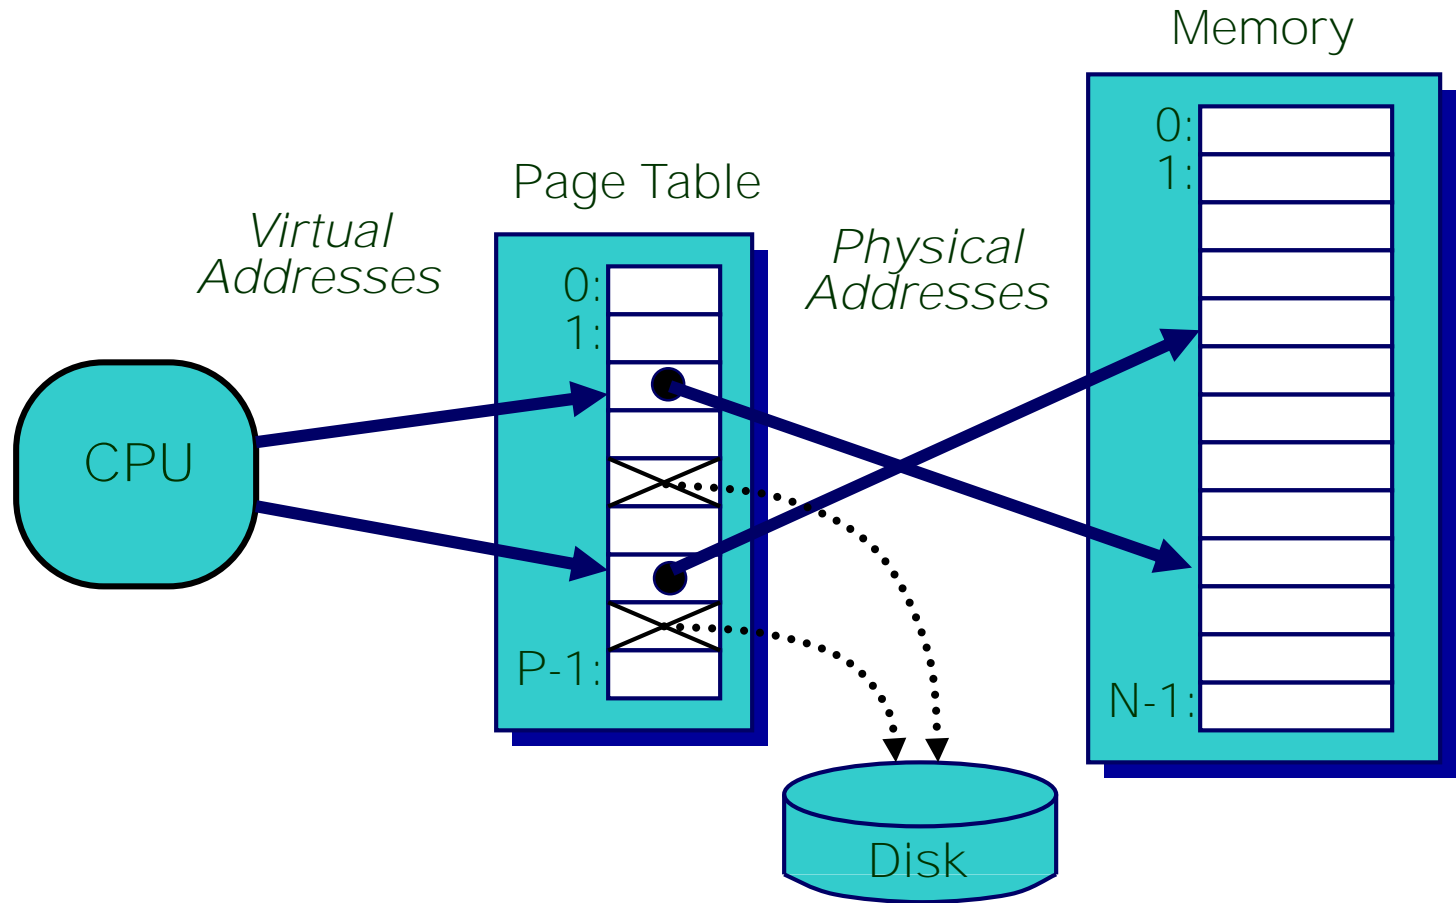 Memory
0:
1:
N-1:
Page Table
0:
1:
P-1:
Virtual
Addresses
Physical
Addresses
CPU
Disk